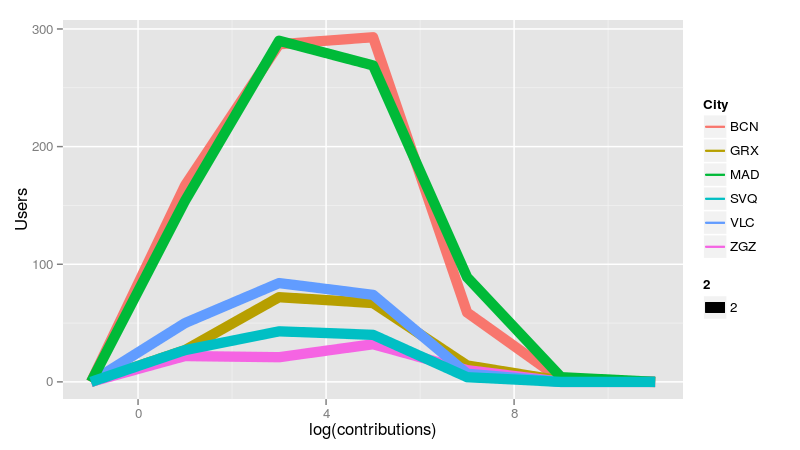 300
200
100
0
Users
0
4
8
log(contributions)
City
BCN
GRX
MAD
SVQ
VLC
ZGZ
2
2